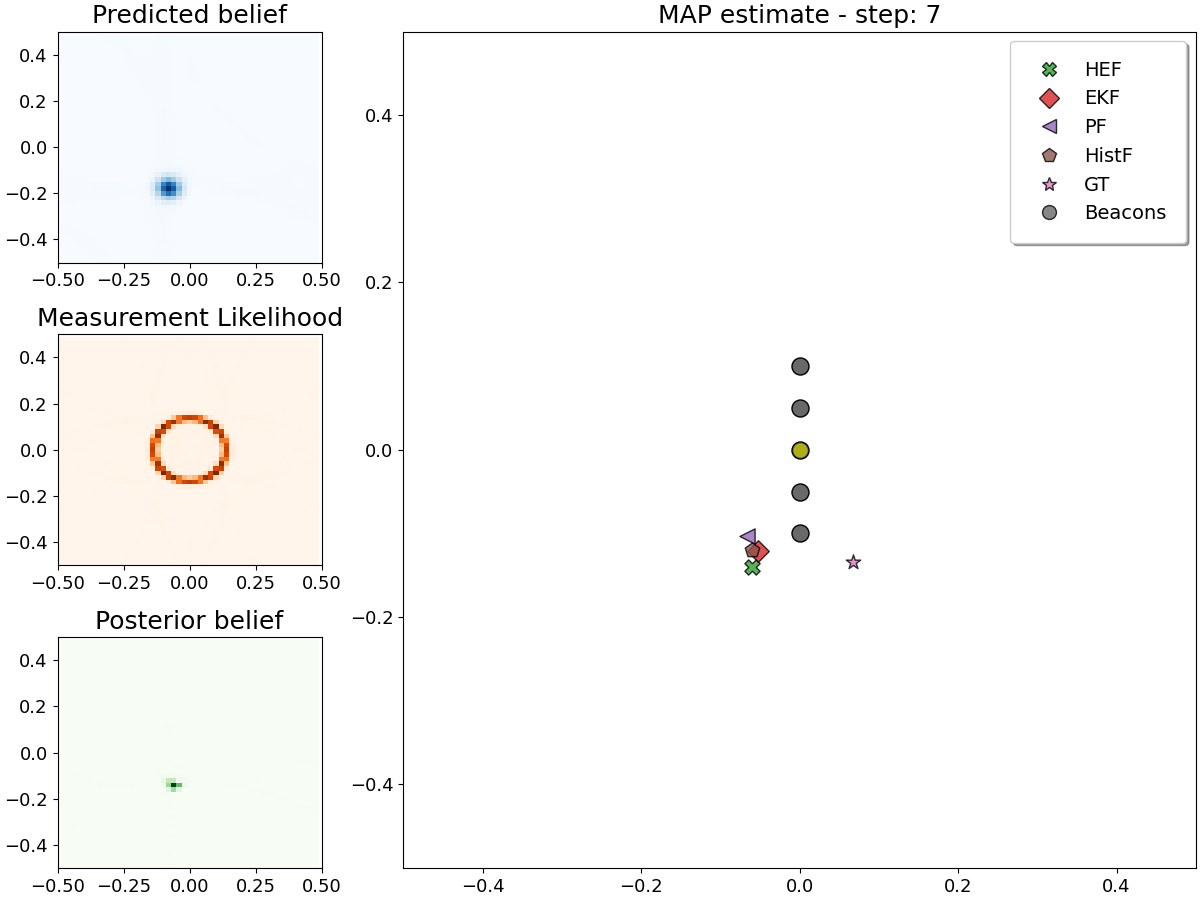 Predicted belief
0.4
0.2
0.0
−0.2
−0.4
−0.50 −0.25 0.00 0.25 0.50
Measurement Likelihood
0.4
0.2
0.0
−0.2
−0.4
−0.50 −0.25 0.00 0.25 0.50
Posterior belief
0.4
0.2
0.0
−0.2
−0.4
−0.50 −0.25 0.00 0.25 0.50
MAP estimate - step: 7
HEF
EKF
PF
HistF
GT
Beacons
0.4
0.2
0.0
−0.2
−0.4
−0.4 −0.2 0.0 0.2 0.4